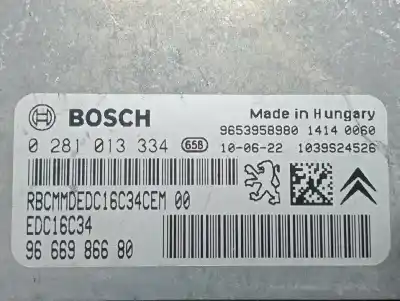 BOSCH
Made in Hungary
9653958980 1414 0060
0 281 013 334 658 10-06-22 1039S24526
RBCMMDEDC16C34CEM 00
EDC16C34
96 669 866 80